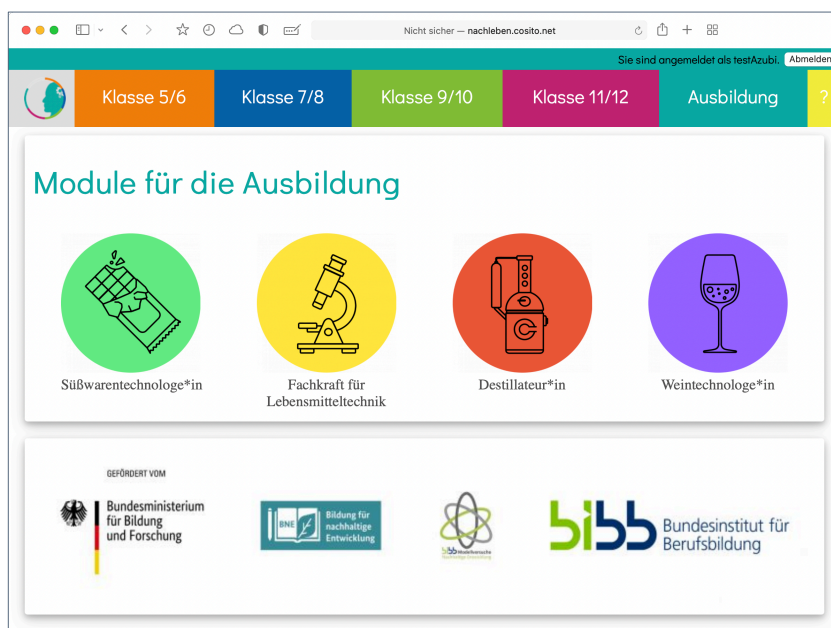 Nicht sicher — nachleben.cosito.net
Sie sind angemeldet als testAzubi. Abmelden
Klasse 5/6 Klasse 7/8 Klasse 9/10 Klasse 11/12 Ausbildung ?
Module für die Ausbildung
Süßwarentechnologe*in
Fachkraft für
Lebensmitteltechnik
Destillateur*in
Weintechnologe*in
GEFÖRDERT VOM
Bundesministerium
für Bildung
und Forschung
BNE
Bildung für
nachhaltige
Entwicklung
bibb Modellversuche
bibb
Bundesinstitut für
Berufsbildung